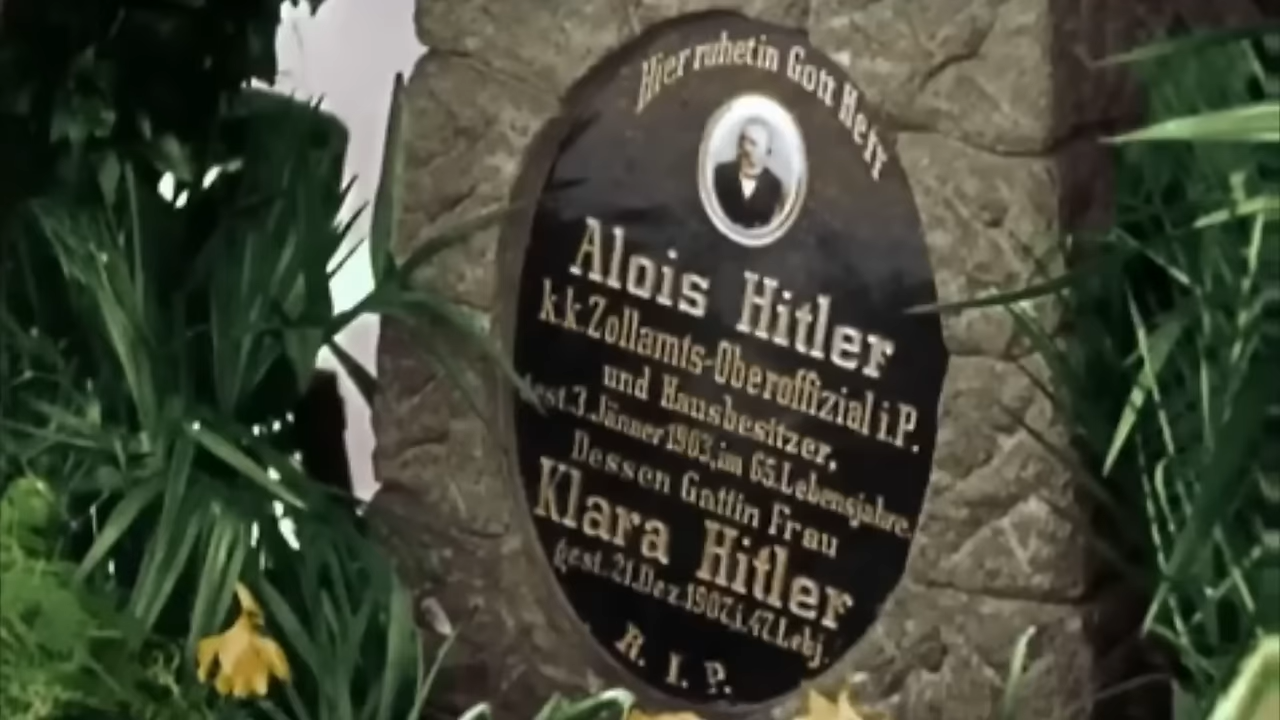 Hier ruhet in Gott Herr
Alois Hitler
k.k. Zollamts-Oberoffizial i.P.
und Hausbesitzer,
gest. 3. Jänner 1903, im 65. Lebensjahre.
Dessen Gattin Frau
Klara Hitler
gest. 21. Dez. 1907, i. 47. Lebj.
R. I. P.